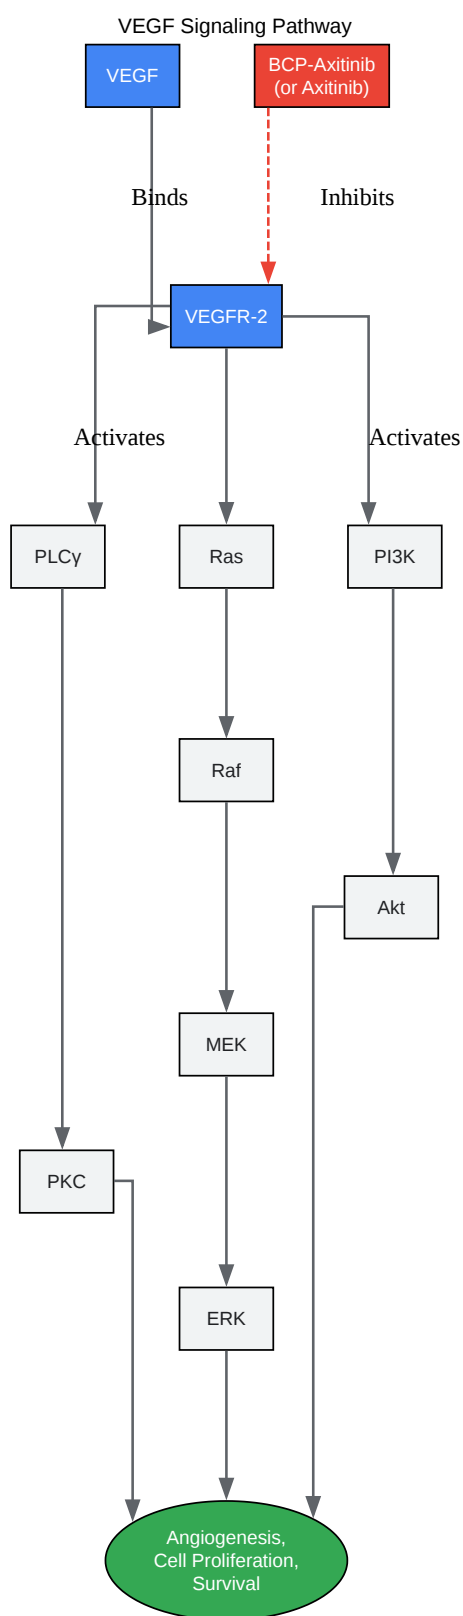 VEGF Signaling Pathway
VEGF
BCP-Axitinib
(or Axitinib)
Binds
Inhibits
VEGFR-2
Activates
Activates
PLCγ
Ras
PI3K
Raf
Akt
MEK
PKC
ERK
Angiogenesis,
Cell Proliferation,
Survival